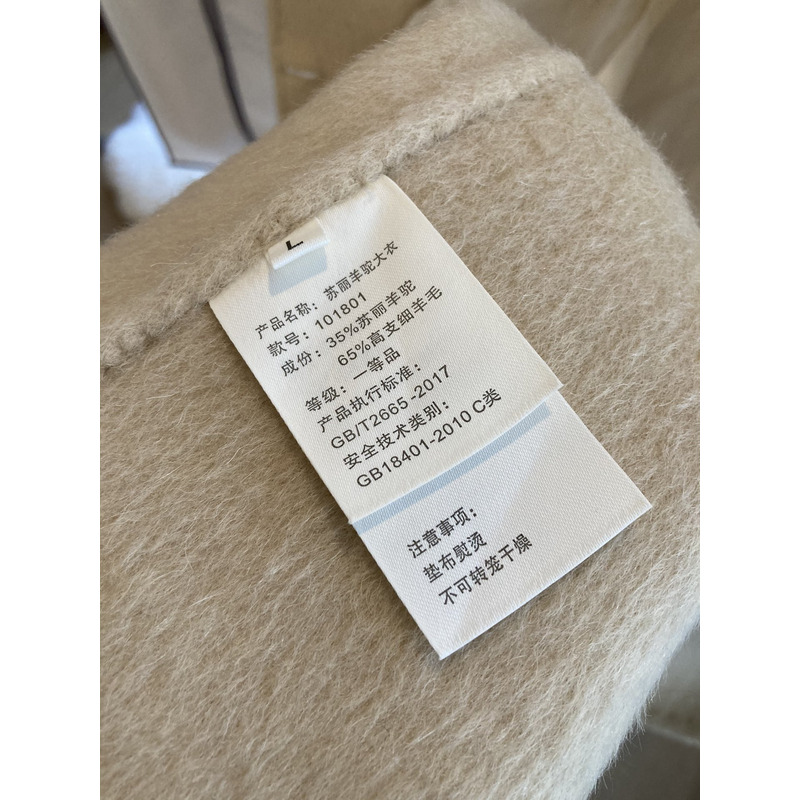 L
产品名称：苏丽羊驼大衣
款号：101801
成份：35%苏丽羊驼
65%高支细羊毛
等级：一等品
产品执行标准：
GB/T2665-2017
安全技术类别：
GB18401-2010 C类
注意事项：
垫布熨烫
不可转笼干燥